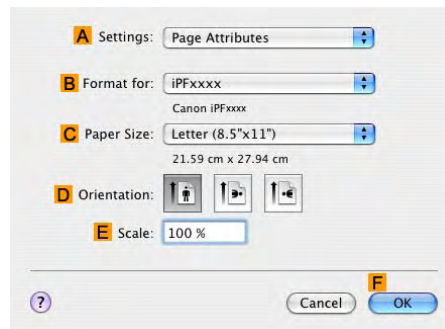 A Settings: Page Attributes
B Format for: iPFxxxx
Canon iPFxxxx
C Paper Size: Letter (8.5"x11")
21.59 cm x 27.94 cm
D Orientation:
E Scale: 100 %
F
? Cancel OK